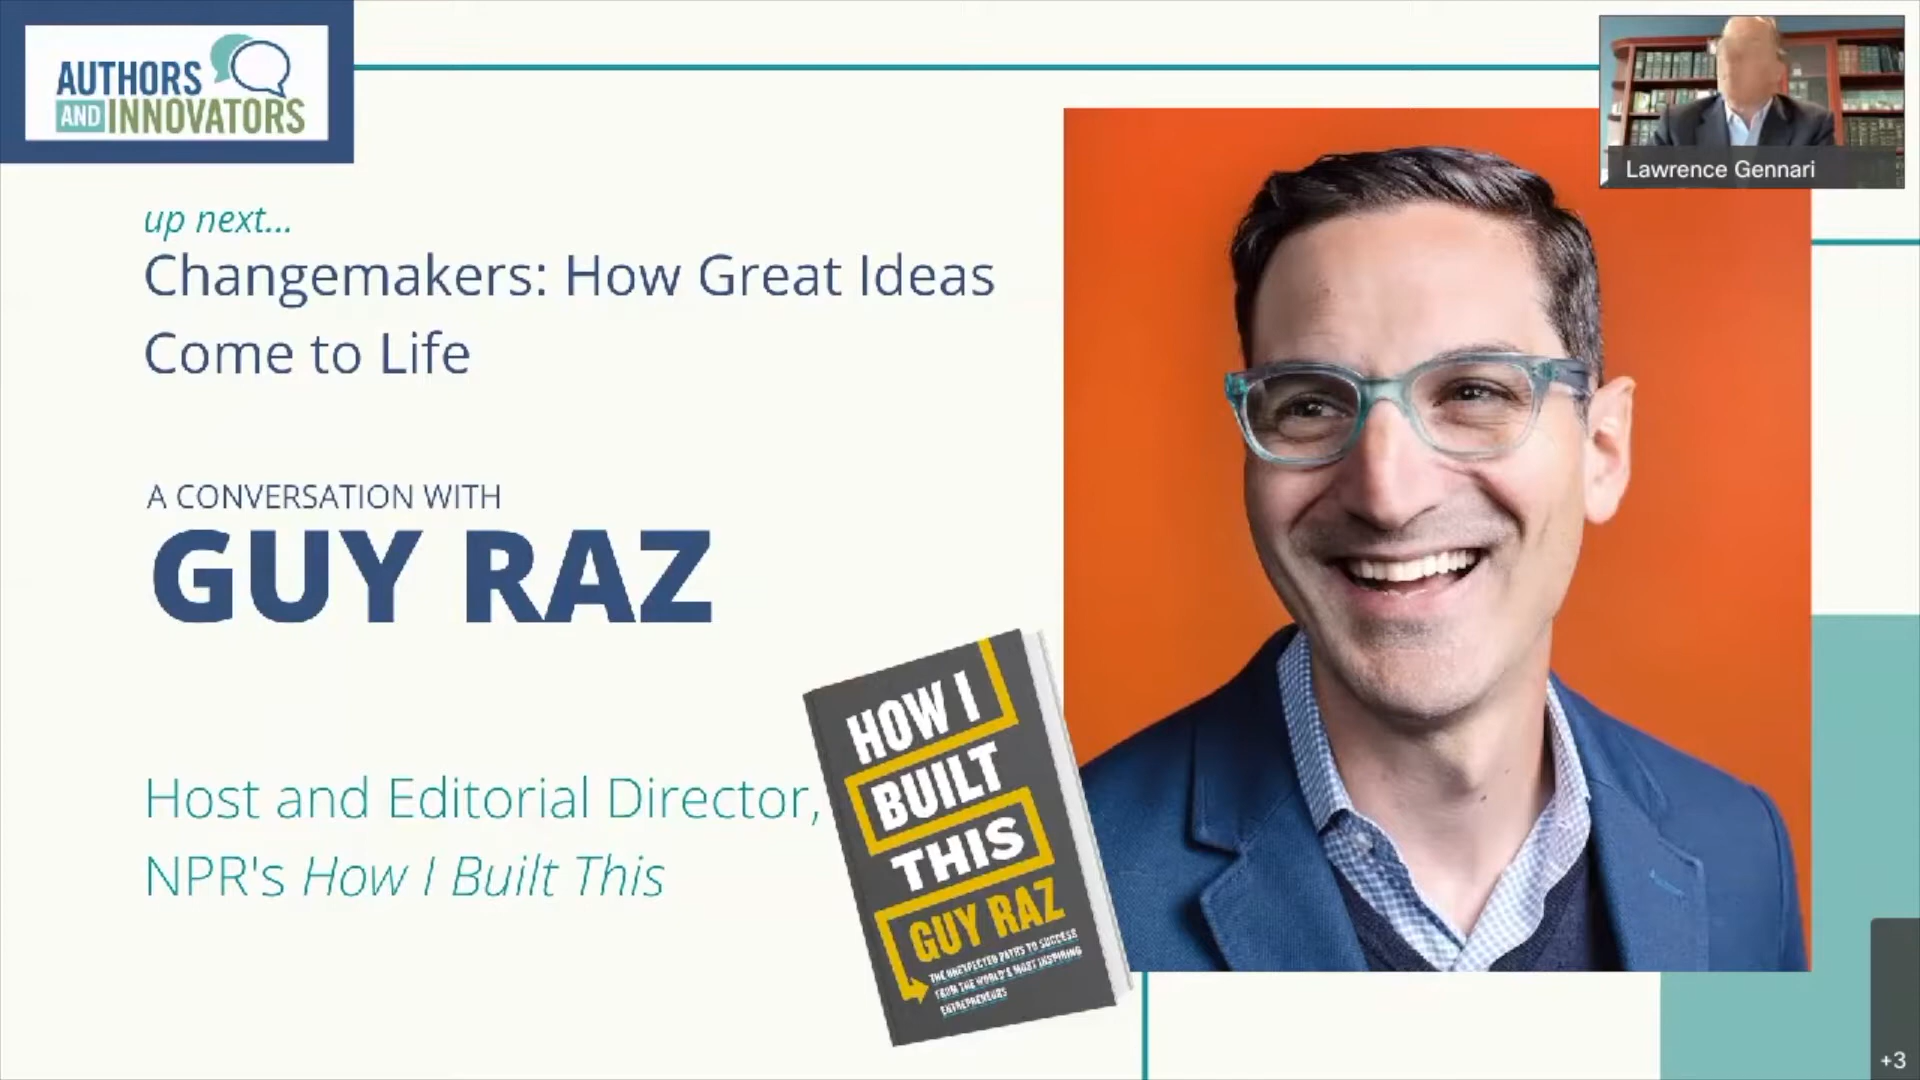 AUTHORS
AND INNOVATORS
Lawrence Gennari
up next...
Changemakers: How Great Ideas
Come to Life
A CONVERSATION WITH
GUY RAZ
Host and Editorial Director,
NPR's How I Built This
HOW I
BUILT
THIS
GUY RAZ
THE UNEXPECTED PATHS TO SUCCESS
FROM THE WORLD'S MOST INSPIRING
ENTREPRENEURS
+3